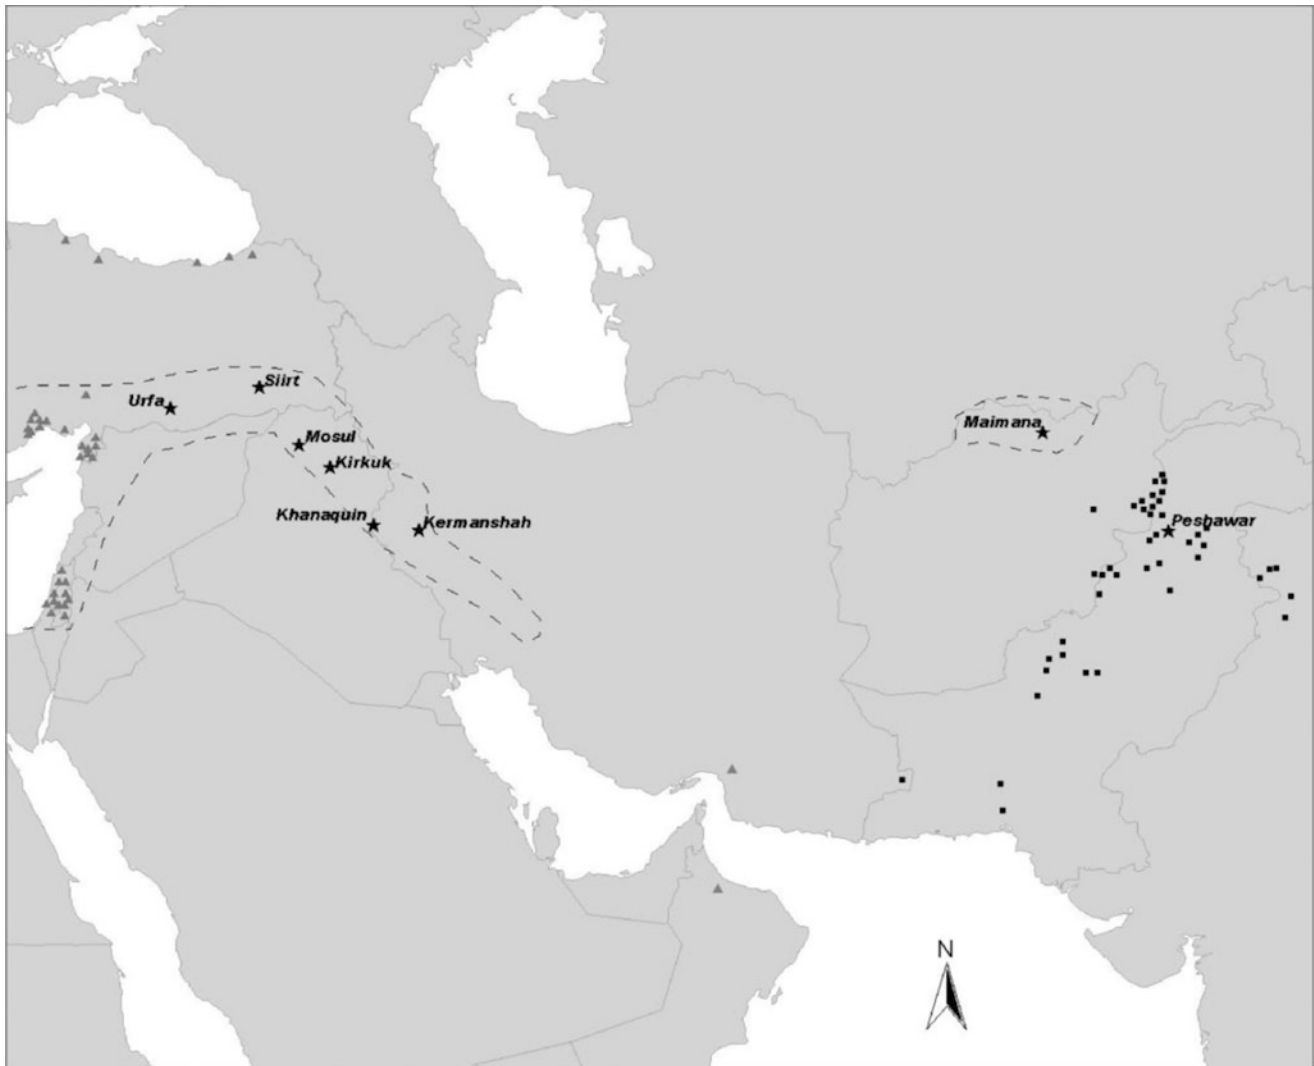 Siirt
Urfa
Maimana
Mosul
Kirkuk
Khanaquin
Kermanshah
Peshawar
N